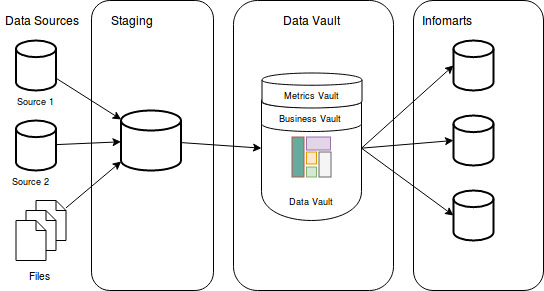 Data Sources
Staging
Data Vault
Infomarts
Source 1
Source 2
Files
Metrics Vault
Business Vault
Data Vault